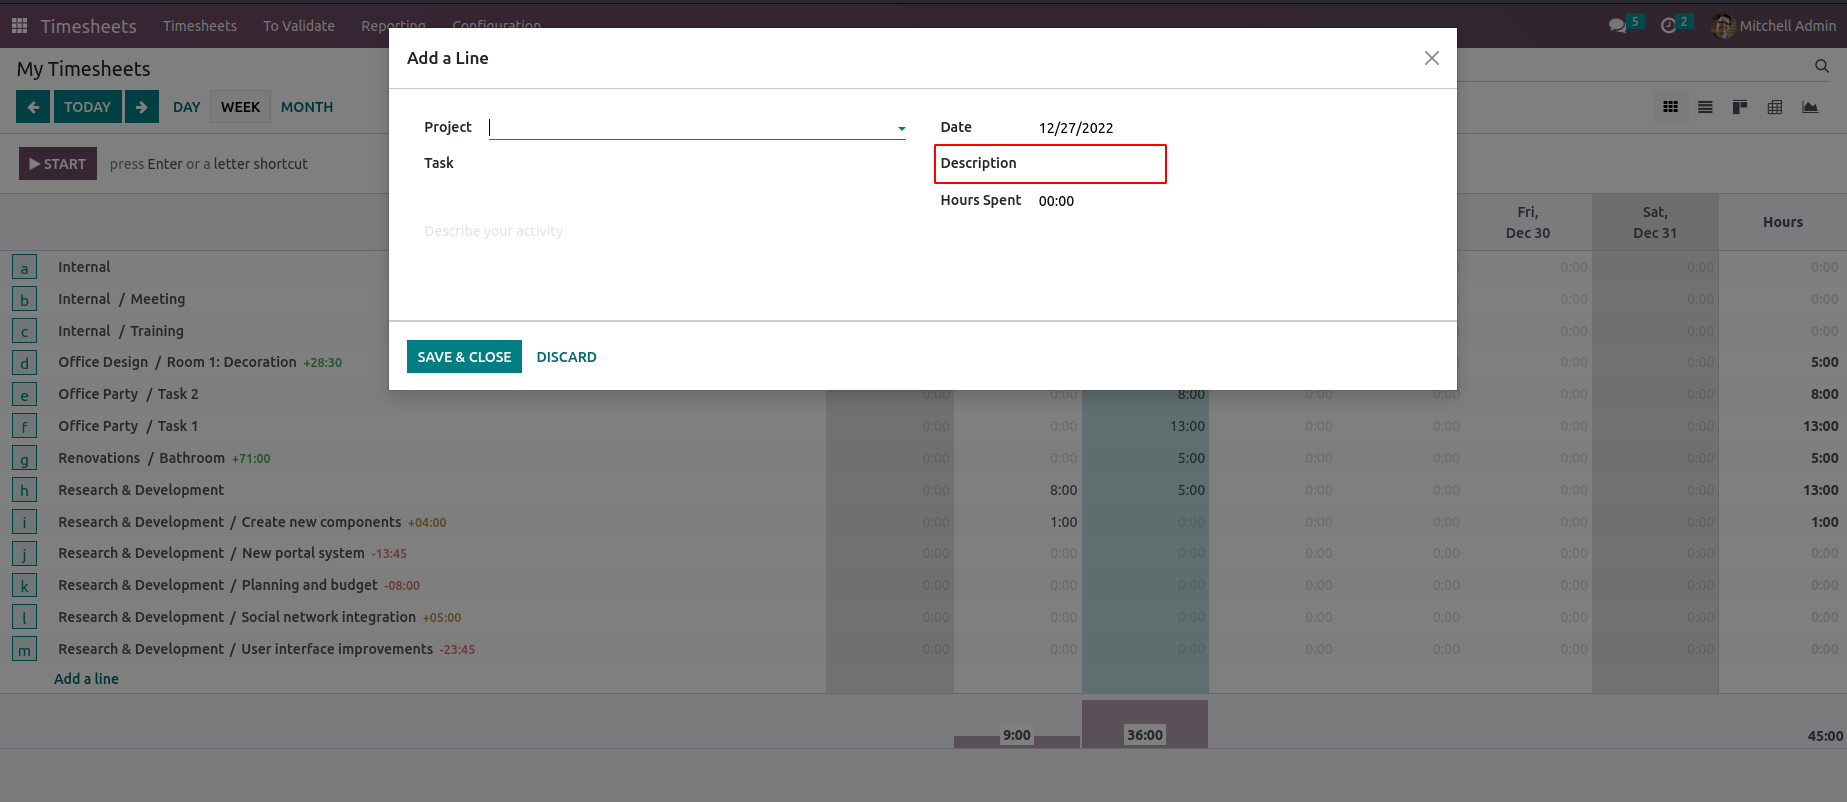 Timesheets Timesheets To Validate Reporting Configuration 5 2 Mitchell Admin
My Timesheets
TODAY DAY WEEK MONTH
START press Enter or a letter shortcut
Add a Line
Project Date 12/27/2022
Task Description
Hours Spent 00:00
Describe your activity
SAVE & CLOSE DISCARD
Fri, Sat,
Dec 30 Dec 31 Hours
a Internal 0:00 0:00 0:00
b Internal / Meeting 0:00 0:00 0:00
c Internal / Training 0:00 0:00 0:00
d Office Design / Room 1: Decoration +28:30 0:00 0:00 5:00
e Office Party / Task 2 0:00 0:00 8:00 0:00 0:00 0:00 0:00 8:00
f Office Party / Task 1 0:00 0:00 13:00 0:00 0:00 0:00 0:00 13:00
g Renovations / Bathroom +71:00 0:00 0:00 5:00 0:00 0:00 0:00 0:00 5:00
h Research & Development 0:00 8:00 5:00 0:00 0:00 0:00 0:00 13:00
i Research & Development / Create new components +04:00 0:00 1:00 0:00 0:00 0:00 0:00 0:00 1:00
j Research & Development / New portal system -13:45 0:00 0:00 0:00 0:00 0:00 0:00 0:00 0:00
k Research & Development / Planning and budget -08:00 0:00 0:00 0:00 0:00 0:00 0:00 0:00 0:00
l Research & Development / Social network integration +05:00 0:00 0:00 0:00 0:00 0:00 0:00 0:00 0:00
m Research & Development / User interface improvements -23:45 0:00 0:00 0:00 0:00 0:00 0:00 0:00 0:00
Add a line
9:00 36:00 45:00